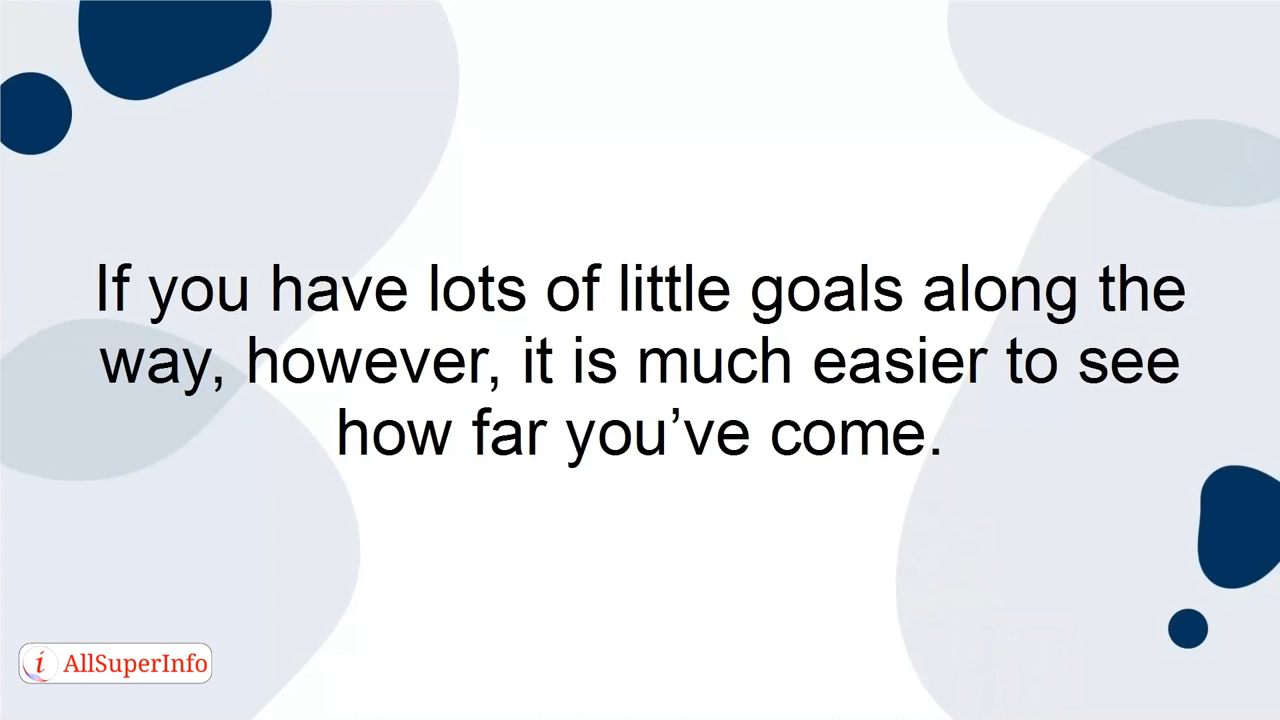 If you have lots of little goals along the
way, however, it is much easier to see
how far you’ve come.
i AllSuperInfo